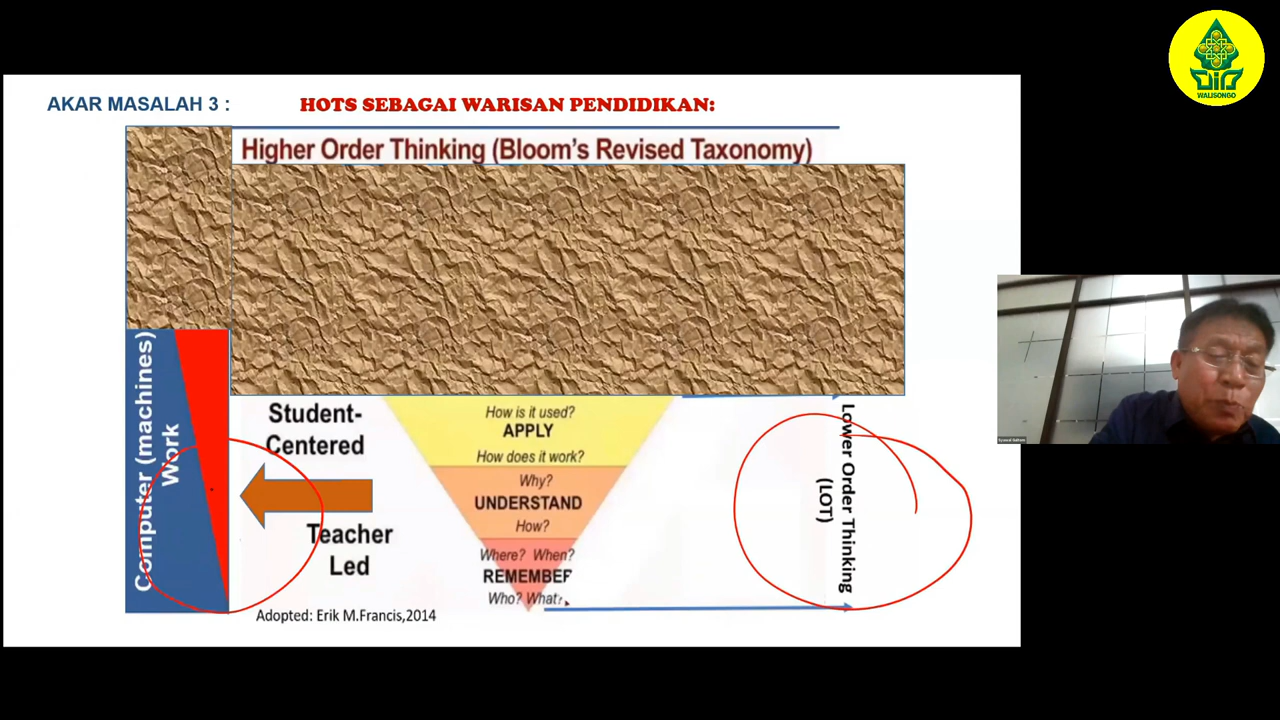 AKAR MASALAH 3 :
HOTS SEBAGAI WARISAN PENDIDIKAN:
Higher Order Thinking (Bloom's Revised Taxonomy)
Computer (machines)
Work
Student-
Centered
Teacher
Led
How is it used?
APPLY
How does it work?
Why?
UNDERSTAND
How?
Where? When?
REMEMBER
Who? What?
Lower Order Thinking
(LOT)
Adopted: Erik M.Francis,2014
WALISONGO